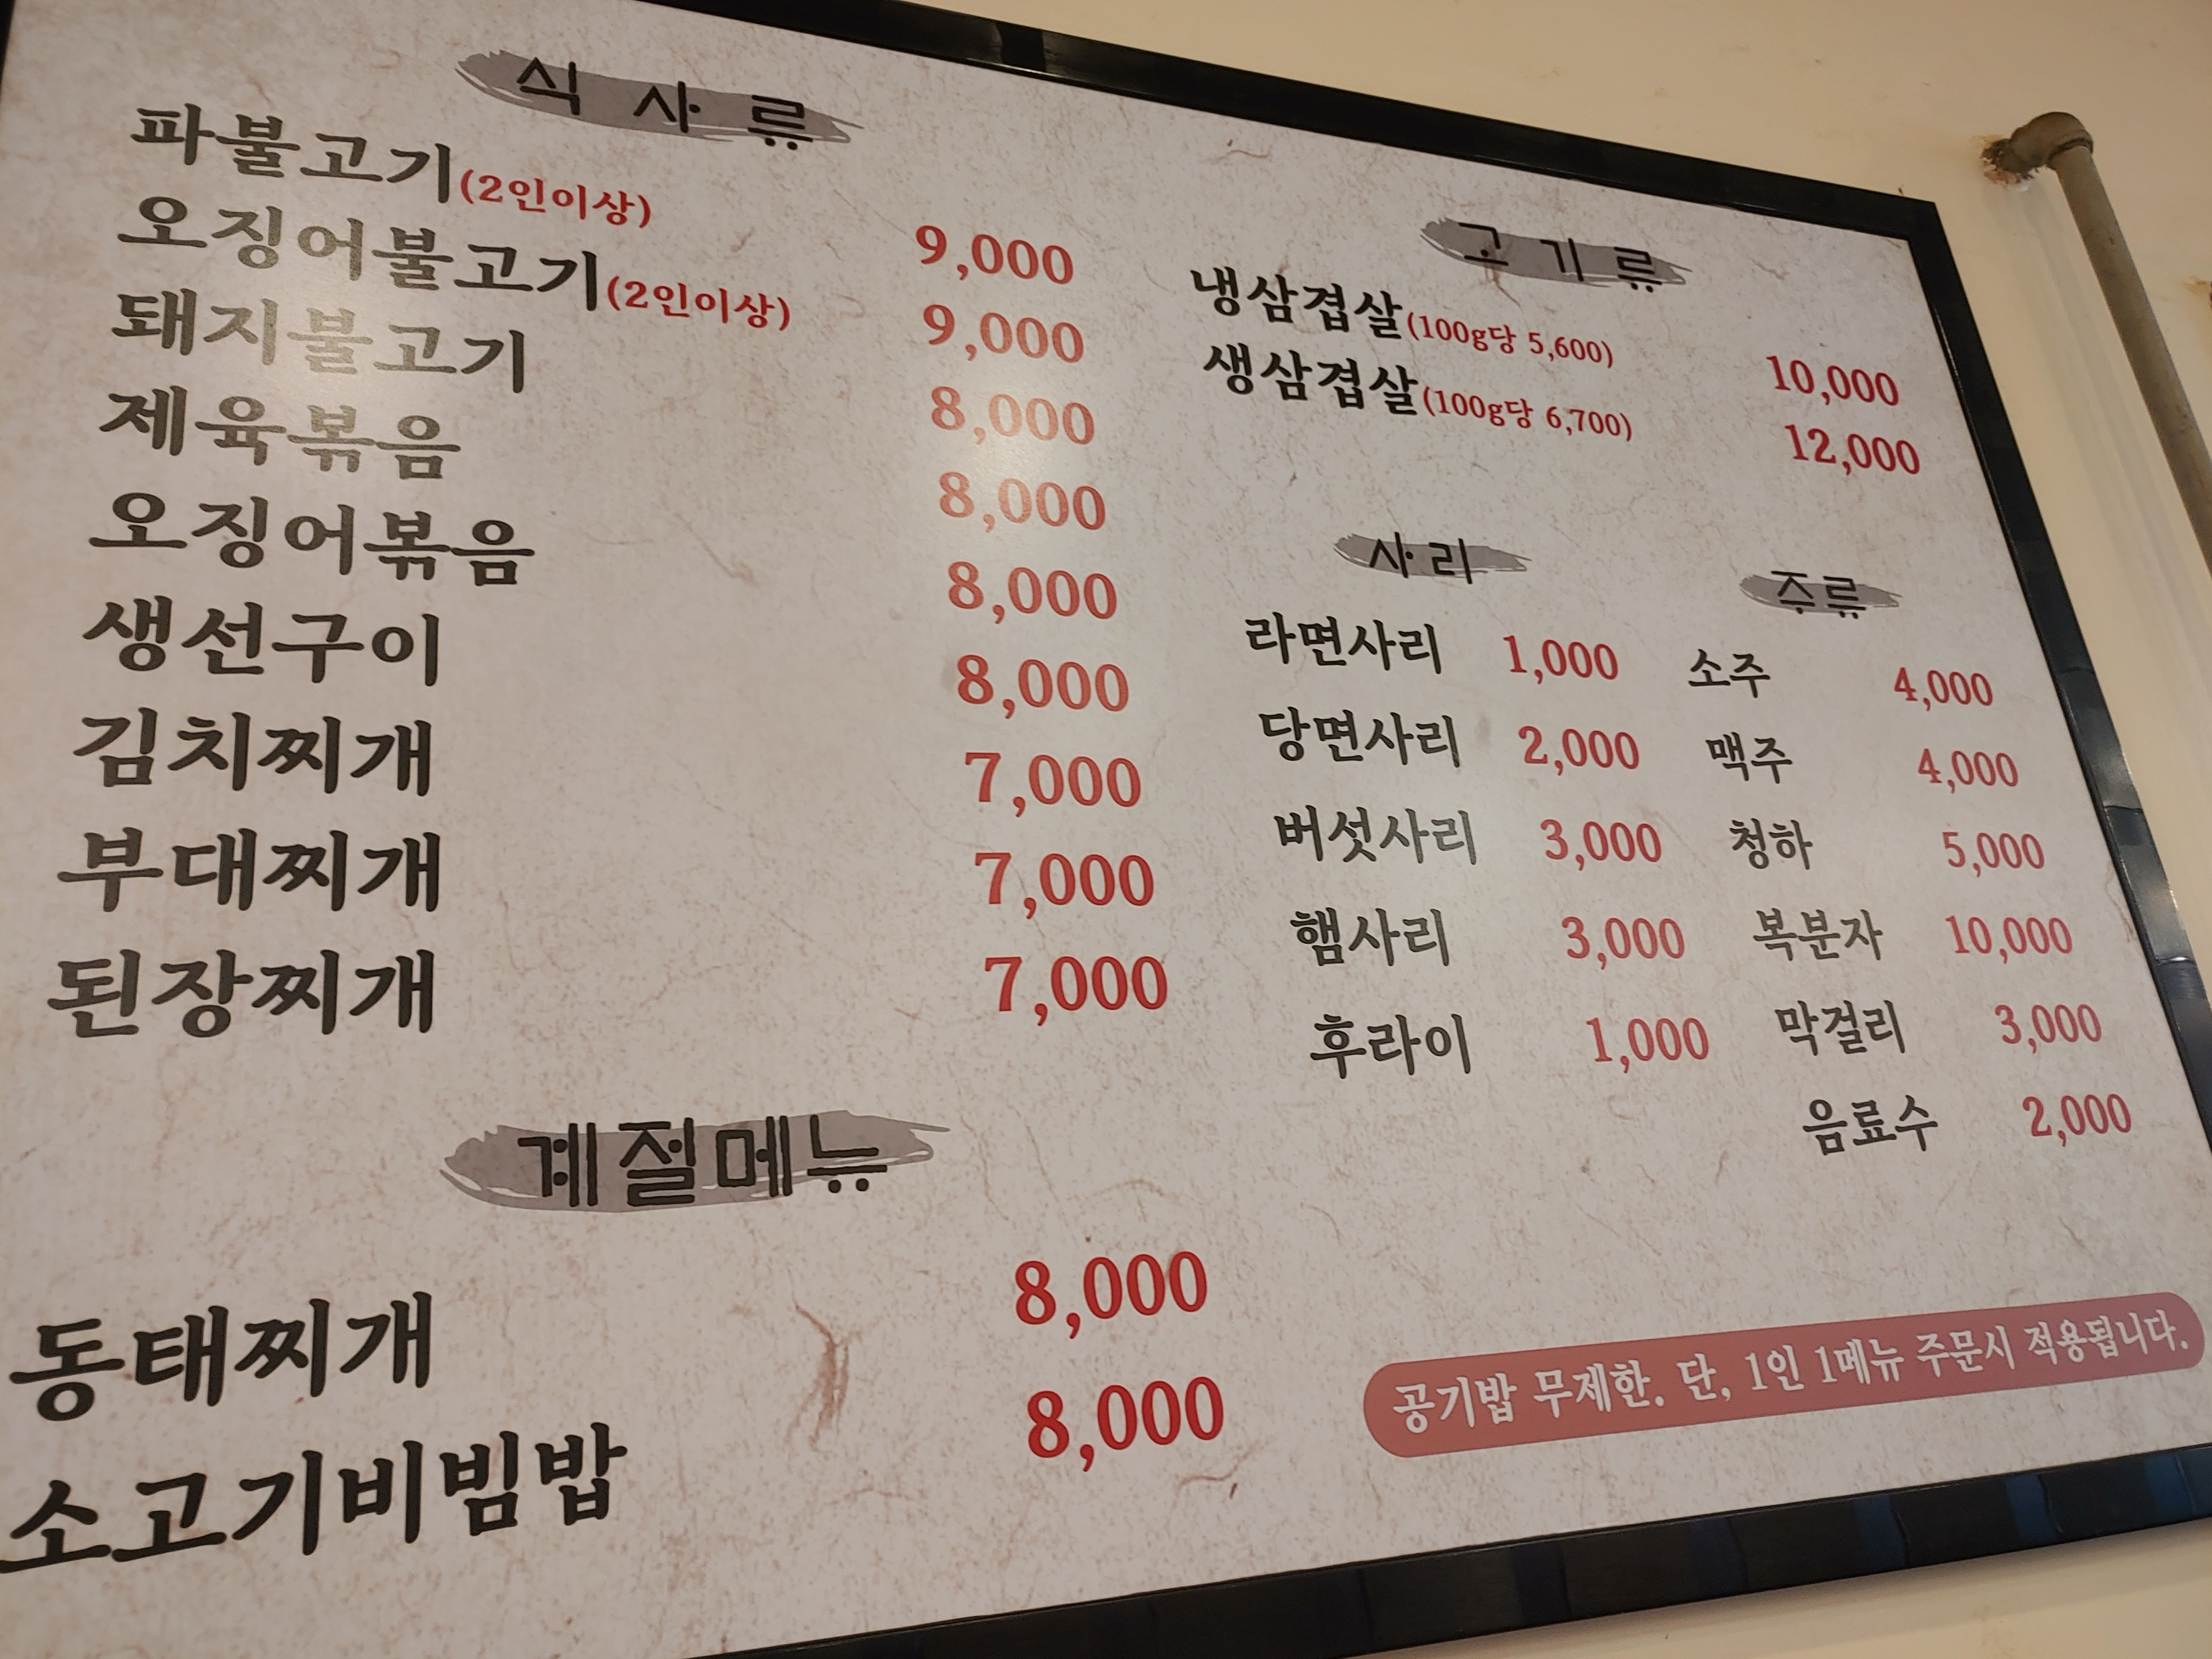 식사류
파불고기(2인이상) 9,000
오징어불고기(2인이상) 9,000
돼지불고기 8,000
제육볶음 8,000
오징어볶음 8,000
생선구이 8,000
김치찌개 7,000
부대찌개 7,000
된장찌개 7,000
계절메뉴
동태찌개 8,000
소고기비빔밥 8,000
고기류
냉삼겹살(100g당 5,600) 10,000
생삼겹살(100g당 6,700) 12,000
사리
라면사리 1,000
당면사리 2,000
버섯사리 3,000
햄사리 3,000
후라이 1,000
주류
소주 4,000
맥주 4,000
청하 5,000
복분자 10,000
막걸리 3,000
음료수 2,000
공기밥 무제한. 단, 1인 1메뉴 주문시 적용됩니다.